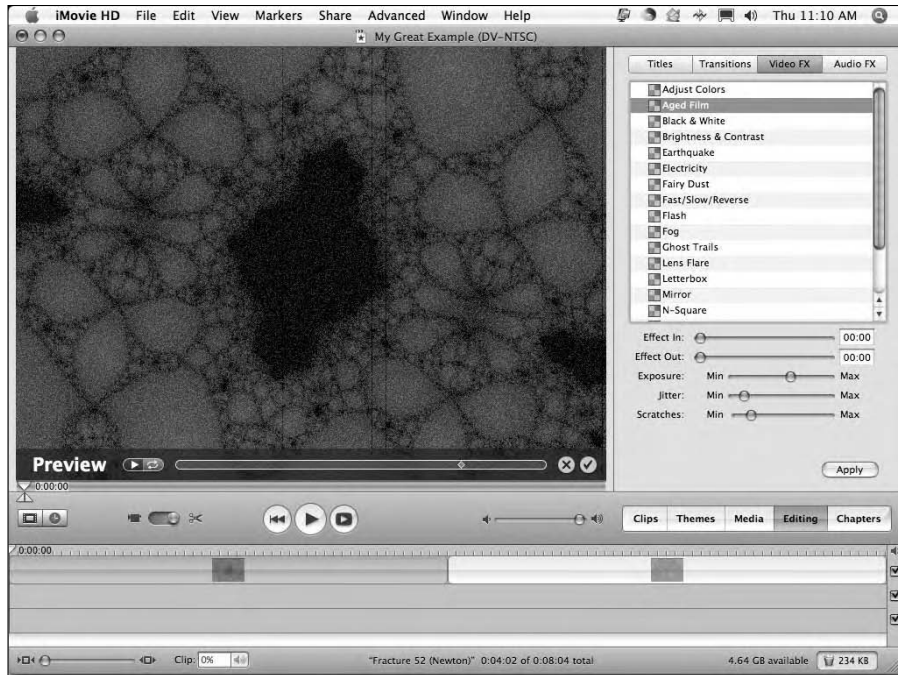 iMovie HD File Edit View Markers Share Advanced Window Help Thu 11:10 AM
My Great Example (DV-NTSC)
Titles Transitions Video FX Audio FX
Adjust Colors
Aged Film
Black & White
Brightness & Contrast
Earthquake
Electricity
Fairy Dust
Fast/Slow/Reverse
Flash
Fog
Ghost Trails
Lens Flare
Letterbox
Mirror
N-Square
Effect In: 00:00
Effect Out: 00:00
Exposure: Min Max
Jitter: Min Max
Scratches: Min Max
Preview
Apply
0:00:00
Clips Themes Media Editing Chapters
0:00:00
Clip: 0% "Fracture 52 (Newton)" 0:04:02 of 0:08:04 total 4.64 GB available 234 KB